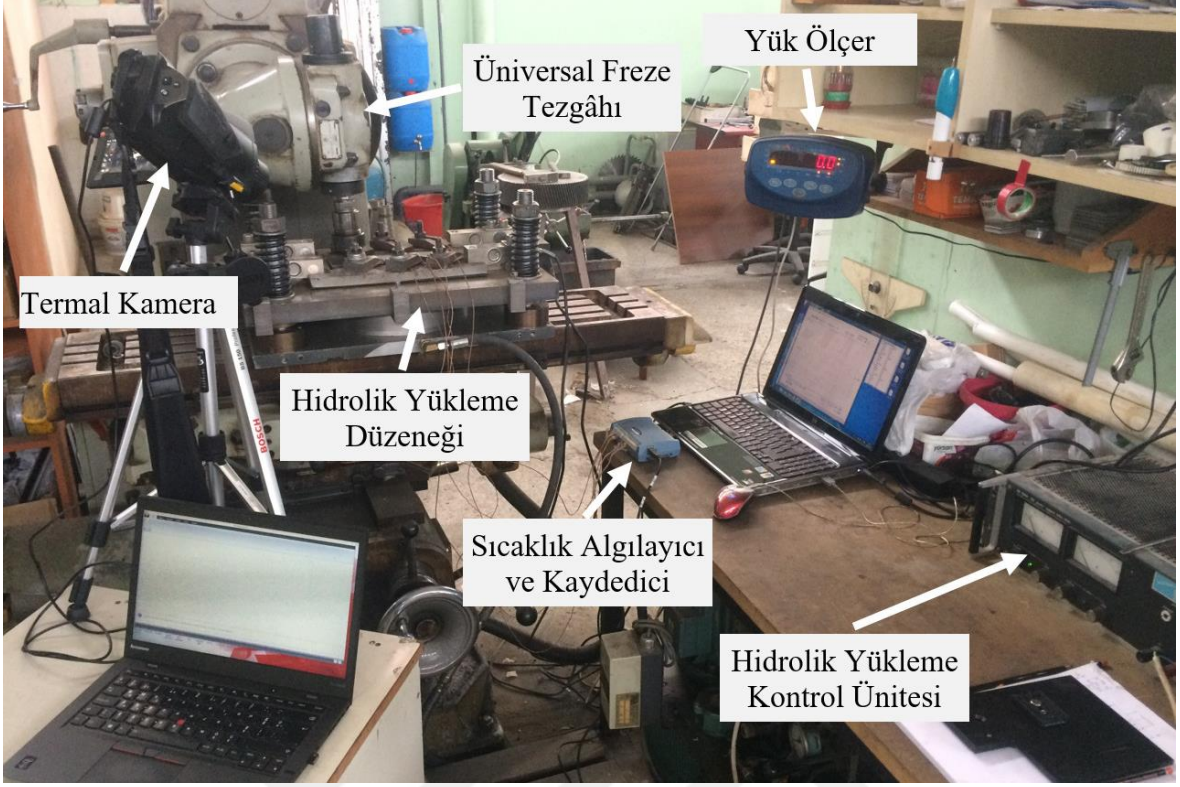 Yük Ölçer
Üniversal Freze
Tezgâhı
0.0
Termal Kamera
Hidrolik Yükleme
Düzeneği
BOSCH
Sıcaklık Algılayıcı
ve Kaydedici
Hidrolik Yükleme
Kontrol Ünitesi